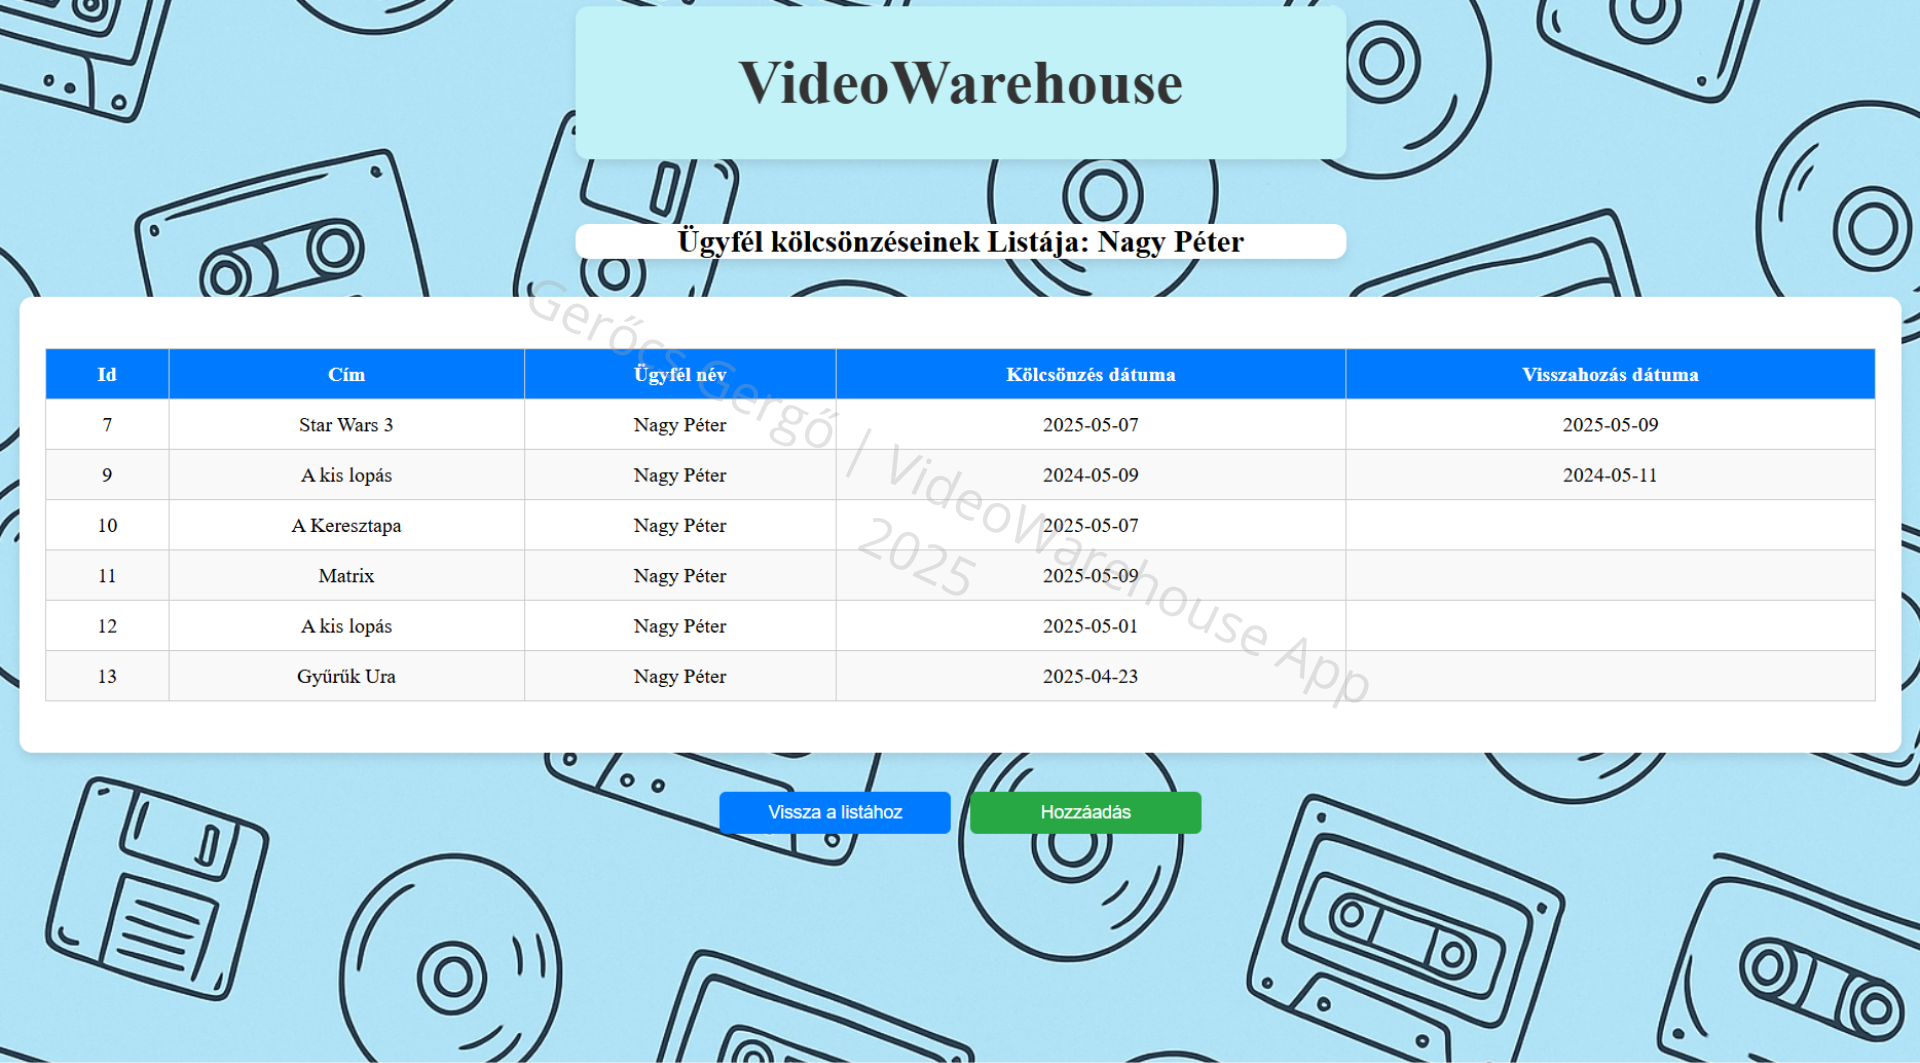 VideoWarehouse
Ügyfél kölcsönzéseinek Listája: Nagy Péter
Id Cím Ügyfél név Kölcsönzés dátuma Visszahozás dátuma
7 Star Wars 3 Nagy Péter 2025-05-07 2025-05-09
9 A kis lopás Nagy Péter 2024-05-09 2024-05-11
10 A Keresztapa Nagy Péter 2025-05-07
11 Matrix Nagy Péter 2025-05-09
12 A kis lopás Nagy Péter 2025-05-01
13 Gyűrűk Ura Nagy Péter 2025-04-23
Gerőcs Gergő | VideoWarehouse App
2025
Vissza a listához Hozzáadás